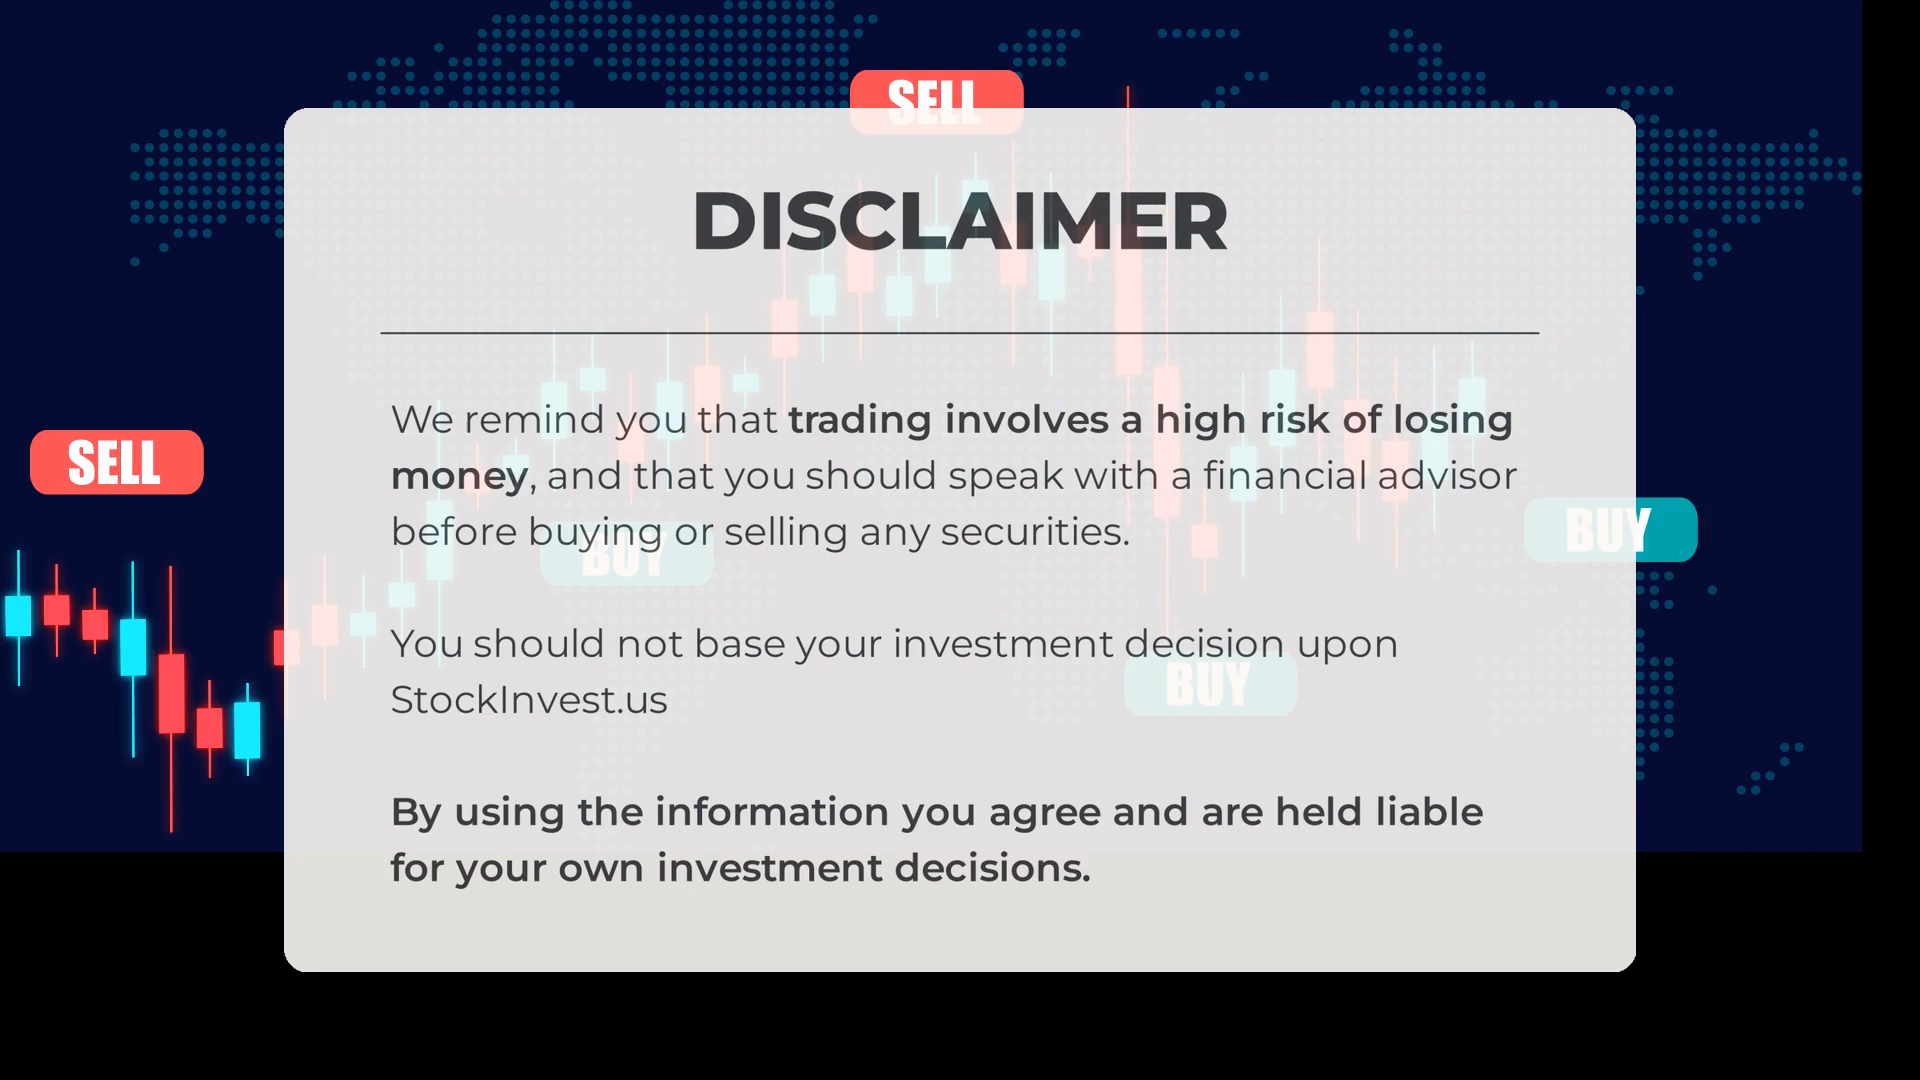 SELL
DISCLAIMER
We remind you that trading involves a high risk of losing
money, and that you should speak with a financial advisor
before buying or selling any securities.
SELL
BUY
BUY
You should not base your investment decision upon
StockInvest.us
BUY
By using the information you agree and are held liable
for your own investment decisions.